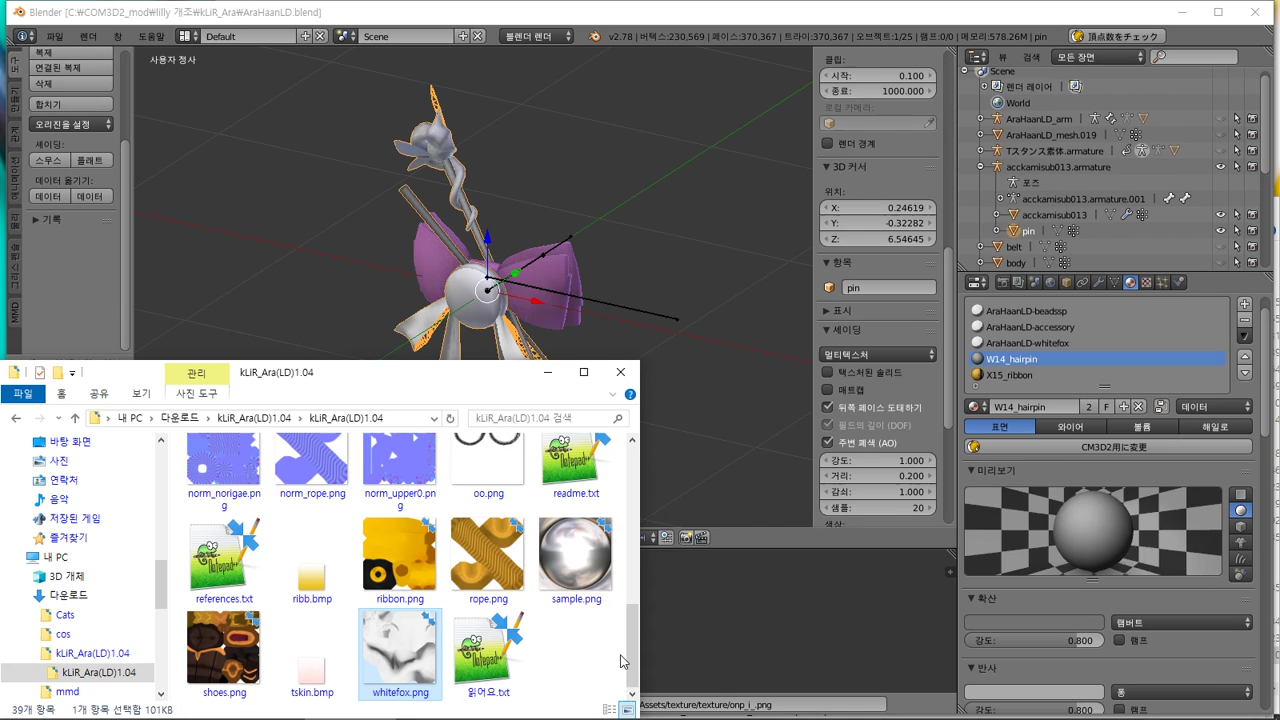 Blender [C:₩COM3D2_mod₩lilly 개조₩kLiR_Ara₩AraHaanLD.blend]
파일 렌더 창 도움말 Default Scene 블렌더 렌더 v2.78 | 버텍스:230,569 | 페이스:370,367 | 트라이:370,367 | 오브젝트:1/25 | 램프:0/0 | 메모리:578.26M | pin 頂点数をチェック
복제
연결된 복제
삭제
합치기
오리진을 설정
셰이딩:
스무스 플래트
데이터 옮기기:
데이터 데이터
기록
MMD
사용자 정사
클립:
시작: 0.100
종료: 1000.000
로컬 카메라:
렌더 경계
3D 커서
위치:
X: 0.24619
Y: -0.32282
Z: 6.54645
항목
pin
표시
셰이딩
멀티텍스처
텍스처된 솔리드
매트캡
뒤쪽 페이스 도태하기
필드의 깊이 (DOF)
주변 폐색 (AO)
강도: 1.000
거리: 0.200
감쇠: 1.000
샘플: 20
색상:
뷰 검색 모든 장면
Scene
렌더 레이어
World
AraHaanLD_arm
AraHaanLD_mesh.019
Tスタンス素体.armature
acckamisub013.armature
포즈
acckamisub013.armature.001
acckamisub013
pin
belt
body
AraHaanLD-beadssp
AraHaanLD-accessory
AraHaanLD-whitefox
W14_hairpin
X15_ribbon
W14_hairpin 2 F 데이터
표면 와이어 볼륨 해일로
CM3D2用に変更
미리보기
확산
램버트
강도: 0.800 램프
반사
퐁
강도: 0.800 램프
Assets/texture/texture/onp_i_.png
관리 kLiR_Ara(LD)1.04
파일 홈 공유 보기 사진 도구
내 PC 다운로드 kLiR_Ara(LD)1.04 kLiR_Ara(LD)1.04 kLiR_Ara(LD)1.04 검색
바탕 화면
사진
연락처
음악
저장된 게임
즐겨찾기
내 PC
3D 개체
다운로드
Cats
cos
kLiR_Ara(LD)1.04
kLiR_Ara(LD)1.04
mmd
norm_norigae.png norm_rope.png norm_upper0.png oo.png readme.txt
references.txt ribb.bmp ribbon.png rope.png sample.png
shoes.png tskin.bmp whitefox.png 읽어요.txt
39개 항목 1개 항목 선택함 101KB